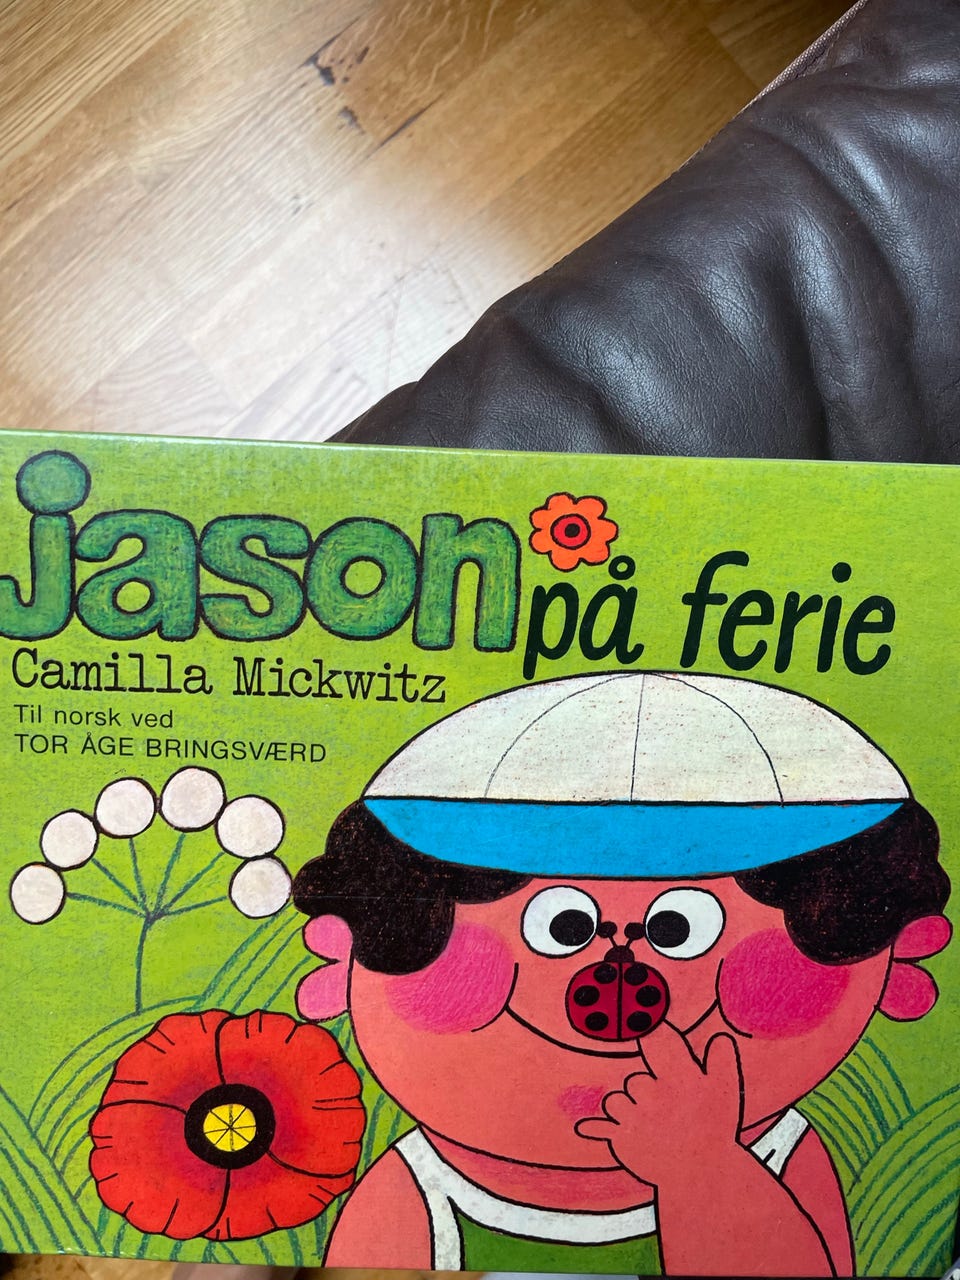 jason på ferie
Camilla Mickwitz
Til norsk ved
TOR ÅGE BRINGSVÆRD